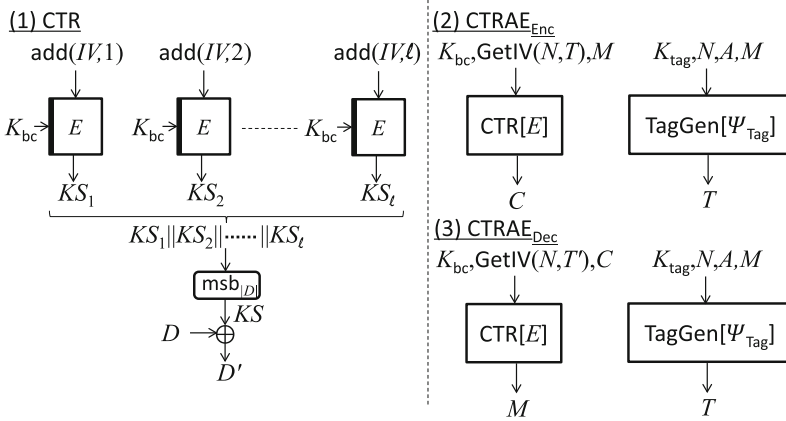 (1) CTR
add(IV,1) add(IV,2) add(IV,ℓ)
K_bc E K_bc E K_bc E
KS_1 KS_2 KS_ℓ
KS_1||KS_2||······||KS_ℓ
msb_|D|
KS
D
D′
(2) CTRAE_Enc
K_bc,GetIV(N,T),M K_tag,N,A,M
CTR[E] TagGen[Ψ_Tag]
C T
(3) CTRAE_Dec
K_bc,GetIV(N,T′),C K_tag,N,A,M
CTR[E] TagGen[Ψ_Tag]
M T